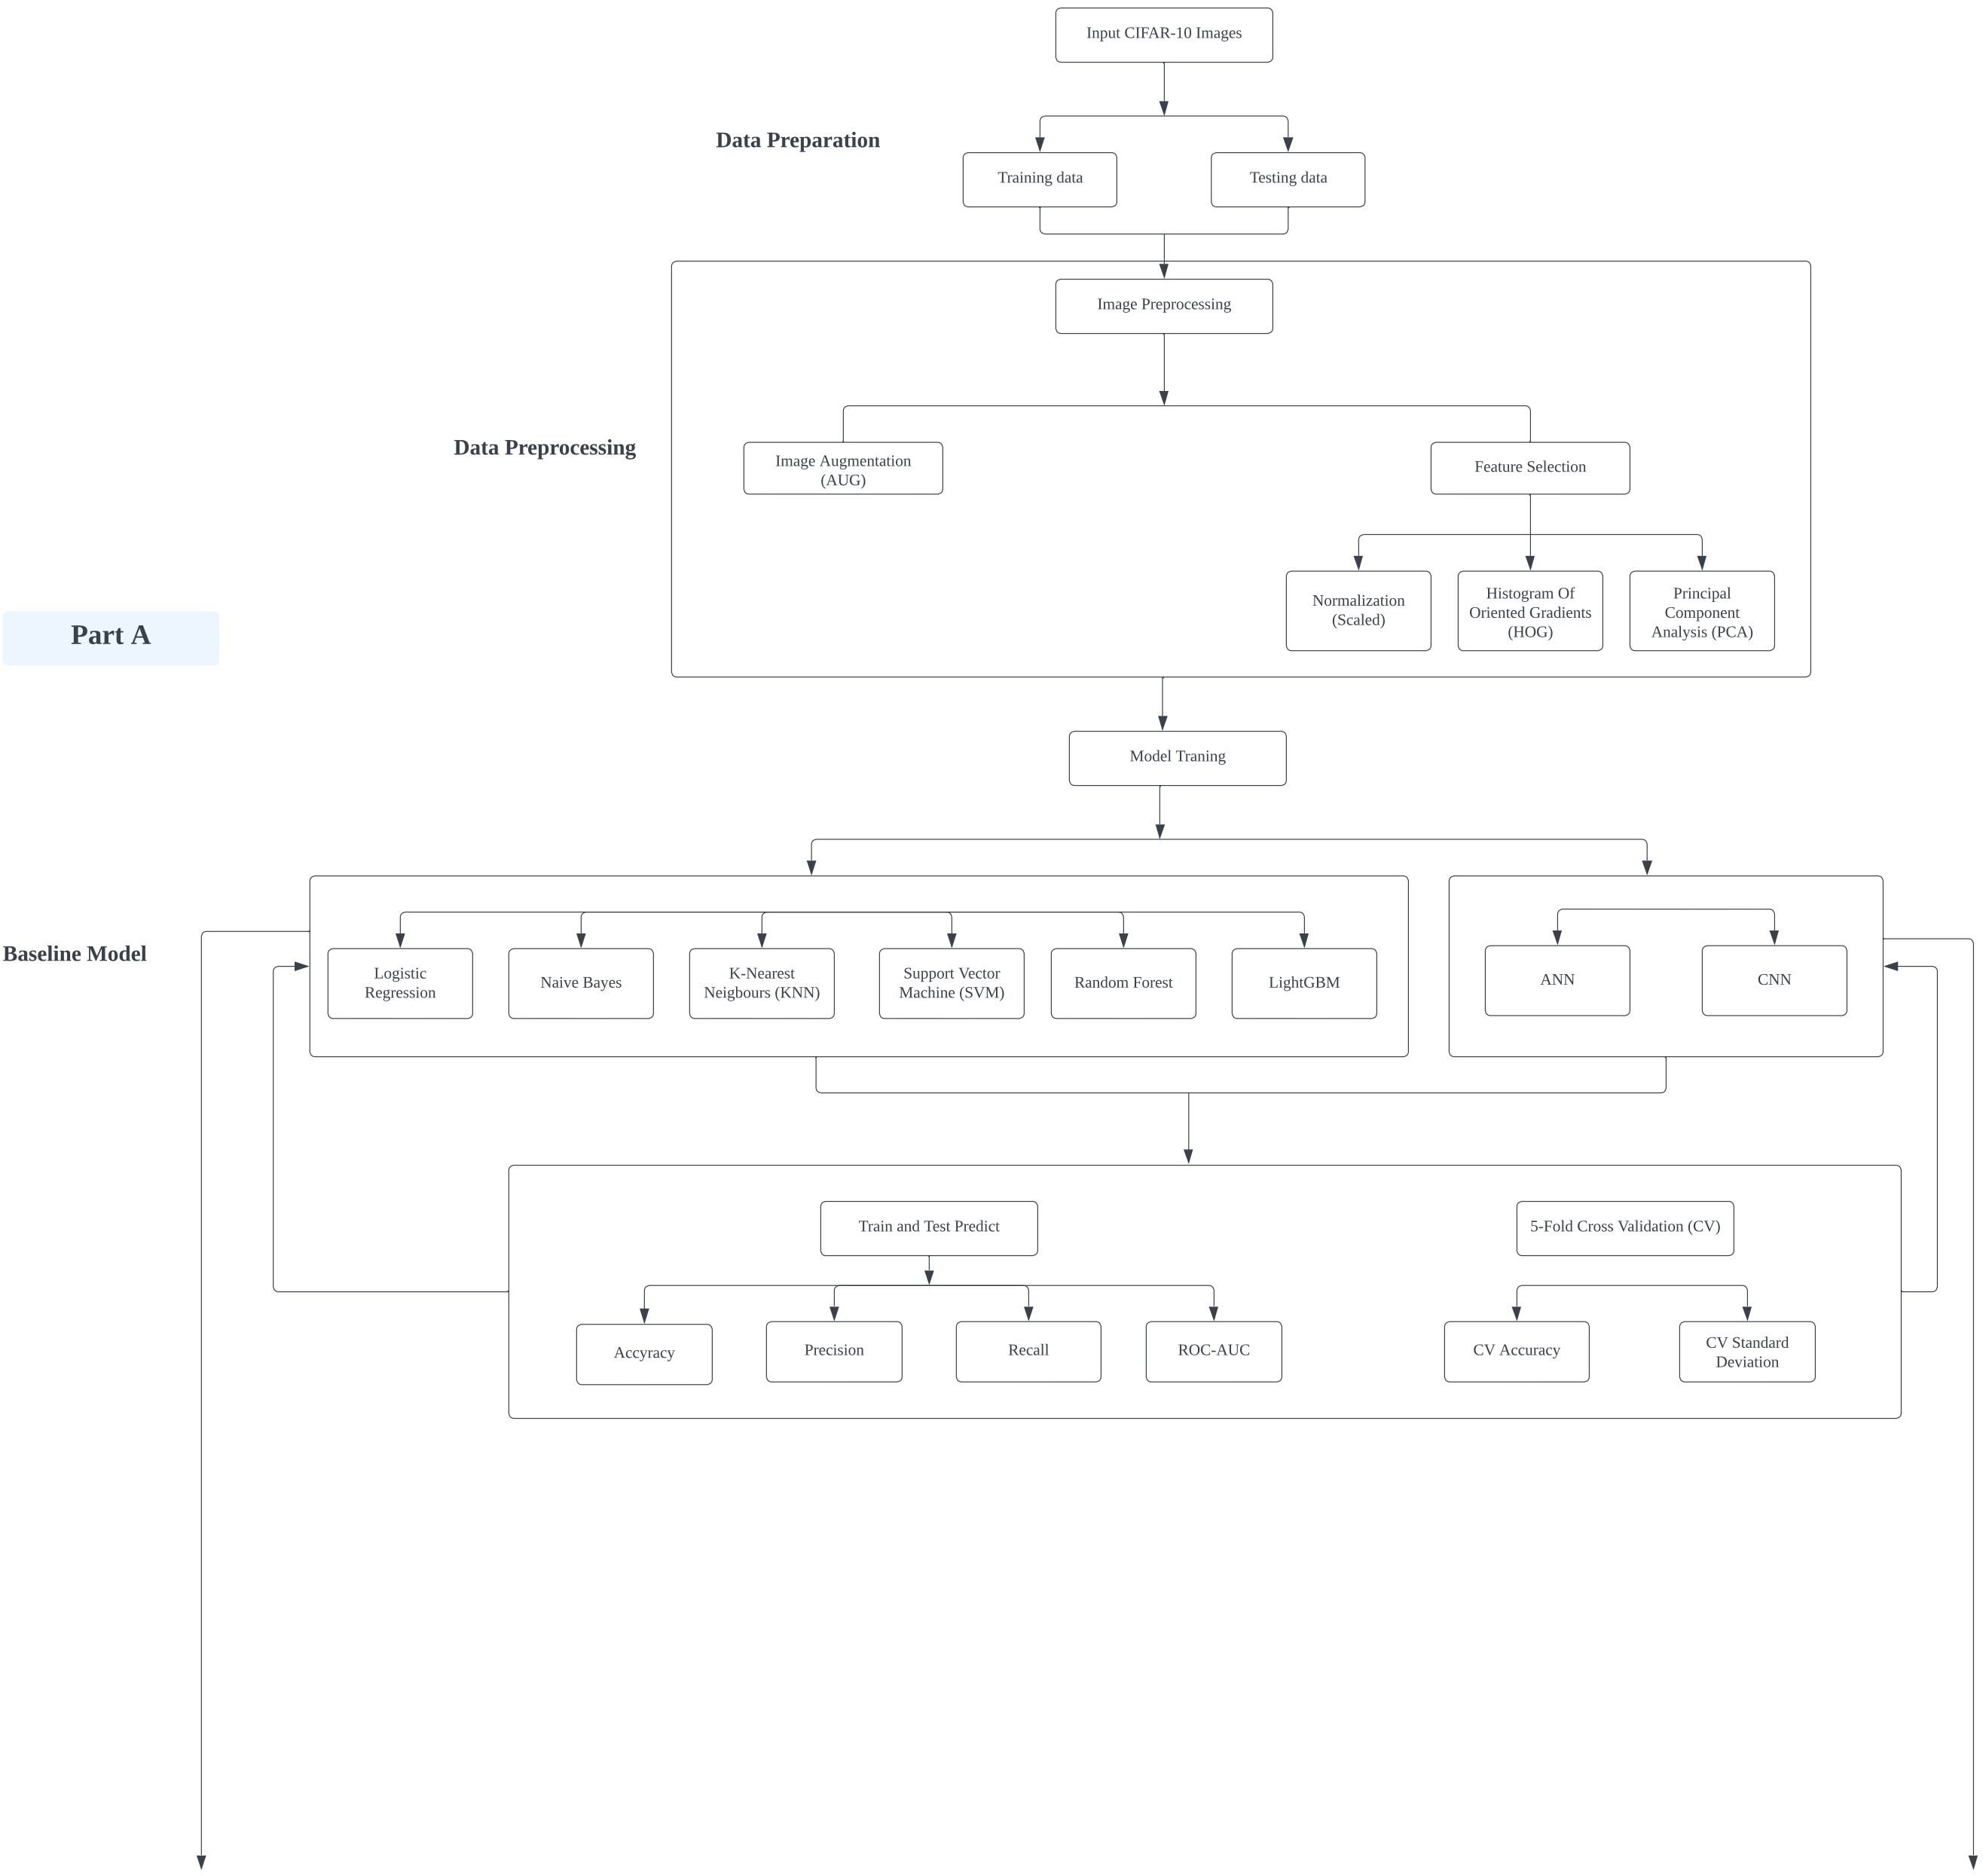 Input CIFAR-10 Images
Data Preparation
Training data
Testing data
Image Preprocessing
Data Preprocessing
Image Augmentation
(AUG)
Feature Selection
Normalization
(Scaled)
Histogram Of
Oriented Gradients
(HOG)
Principal
Component
Analysis (PCA)
Part A
Model Traning
Baseline Model
Logistic
Regression
Naive Bayes
K-Nearest
Neigbours (KNN)
Support Vector
Machine (SVM)
Random Forest
LightGBM
ANN
CNN
Train and Test Predict
5-Fold Cross Validation (CV)
Accyracy
Precision
Recall
ROC-AUC
CV Accuracy
CV Standard
Deviation